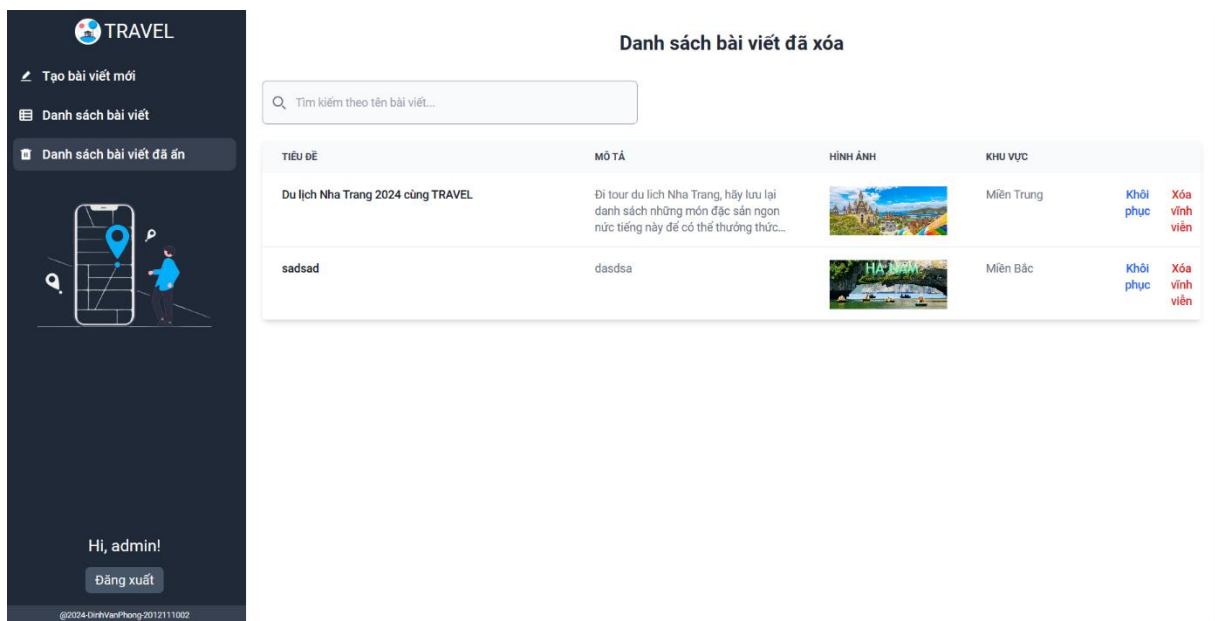 TRAVEL
Tạo bài viết mới
Danh sách bài viết
Danh sách bài viết đã ẩn
Hi, admin!
Đăng xuất
@2024-DinhVanPhong-2012111002
Danh sách bài viết đã xóa
Tìm kiếm theo tên bài viết...
TIÊU ĐỀ
MÔ TẢ
HÌNH ẢNH
KHU VỰC
Du lịch Nha Trang 2024 cùng TRAVEL
Đi tour du lich Nha Trang, hãy lưu lại
danh sách những món đặc sản ngon
nức tiếng này để có thể thưởng thức...
Miền Trung
Khôi
phục
Xóa
vĩnh
viễn
sadsad
dasdsa
HA NAM
Miền Bắc
Khôi
phục
Xóa
vĩnh
viễn